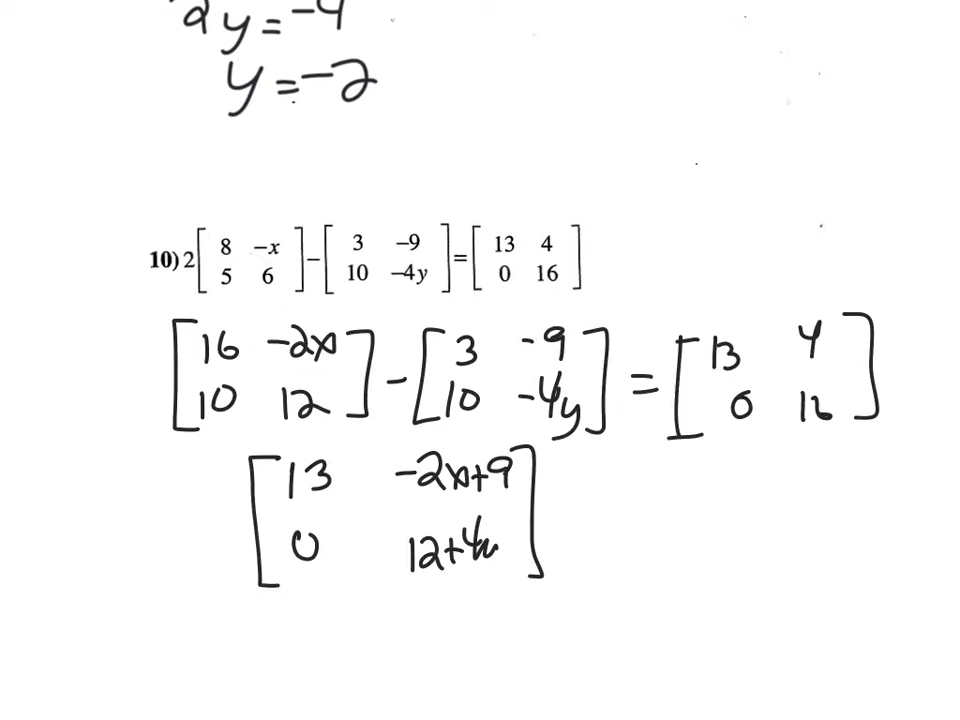 2y = -4
y = -2
10) 2 [ 8 -x ] - [ 3 -9 ] = [ 13 4 ]
[ 5 6 ] [ 10 -4y ] [ 0 16 ]
[ 16 -2x ] - [ 3 -9 ] = [ 13 4 ]
[ 10 12 ] [ 10 -4y ] [ 0 16 ]
[ 13 -2x+9 ]
[ 0 12+4y ]